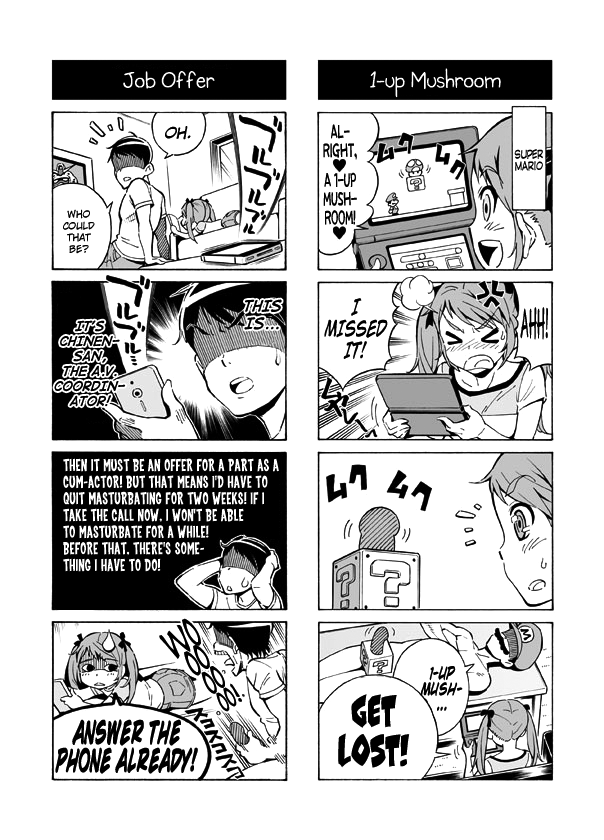 1-up Mushroom
SUPER
MARIO
AL-
RIGHT,
♥
A 1-UP
MUSH-
ROOM!
♥
ムク ムク
AHH!
I
MISSED
IT!
ムク ムク
?
?
1-UP
MUSH-
...
GET
LOST!
Job Offer
OH.
ブルルル
WHO
COULD
THAT
BE?
THIS
IS...
ブルブル
IT'S
CHINEN-
SAN,
THE A.V.
COORDIN-
ATOR!
THEN IT MUST BE AN OFFER FOR A PART AS A
CUM-ACTOR! BUT THAT MEANS I'D HAVE TO
QUIT MASTURBATING FOR TWO WEEKS! IF I
TAKE THE CALL NOW, I WON'T BE ABLE
TO MASTURBATE FOR A WHILE!
BEFORE THAT, THERE'S SOME-
THING I HAVE TO DO!
WOOOOO
ANSWER THE
PHONE ALREADY!